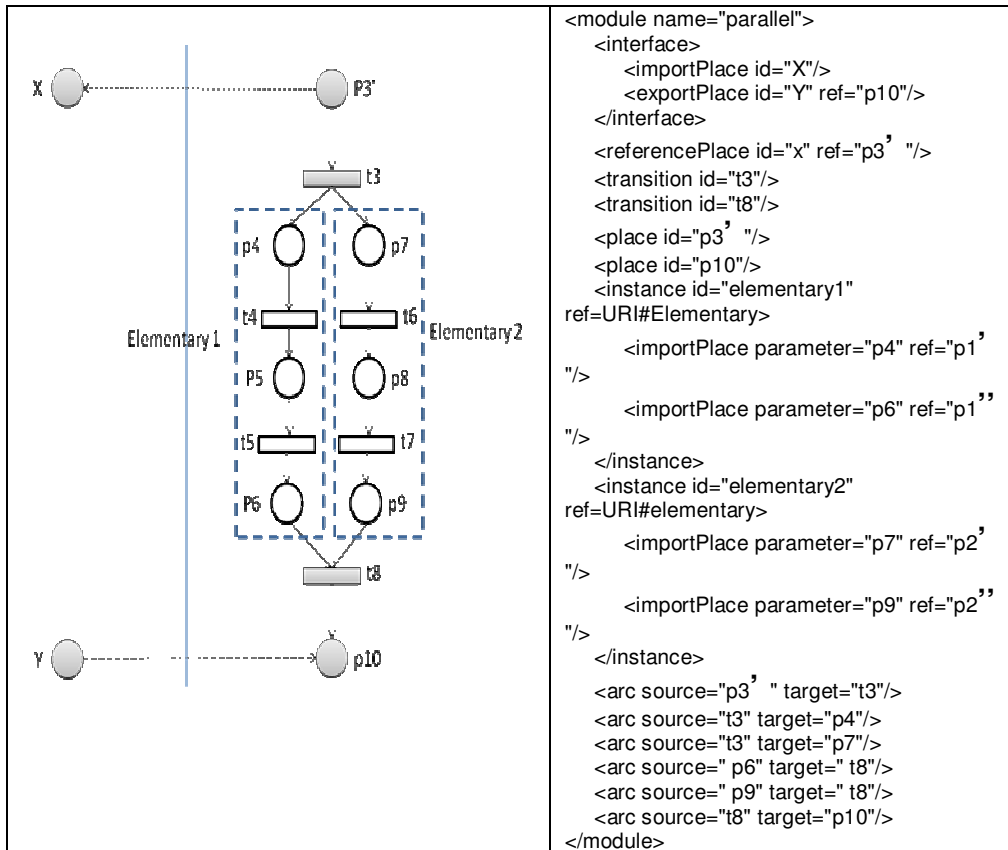 X
P3'
t3
p4
p7
t4
t6
Elementary 1
Elementary 2
P5
p8
t5
t7
P6
p9
t8
Y
p10
<module name="parallel">
<interface>
<importPlace id="X"/>
<exportPlace id="Y" ref="p10"/>
</interface>
<referencePlace id="x" ref="p3’ "/>
<transition id="t3"/>
<transition id="t8"/>
<place id="p3’ "/>
<place id="p10"/>
<instance id="elementary1"
ref=URI#Elementary>
<importPlace parameter="p4" ref="p1’
"/>
<importPlace parameter="p6" ref="p1’’
"/>
</instance>
<instance id="elementary2"
ref=URI#elementary>
<importPlace parameter="p7" ref="p2’
"/>
<importPlace parameter="p9" ref="p2’’
"/>
</instance>
<arc source="p3’ " target="t3"/>
<arc source="t3" target="p4"/>
<arc source="t3" target="p7"/>
<arc source=" p6" target=" t8"/>
<arc source=" p9" target=" t8"/>
<arc source="t8" target="p10"/>
</module>